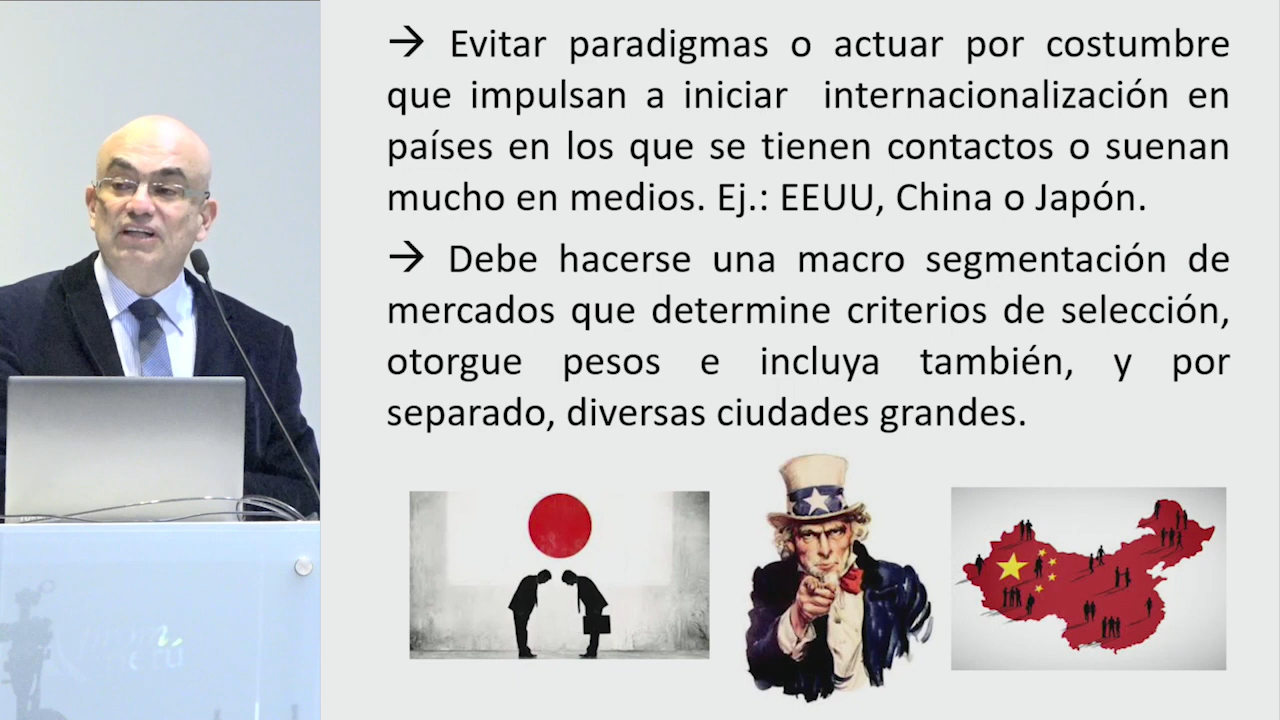 → Evitar paradigmas o actuar por costumbre
que impulsan a iniciar internacionalización en
países en los que se tienen contactos o suenan
mucho en medios. Ej.: EEUU, China o Japón.
→ Debe hacerse una macro segmentación de
mercados que determine criterios de selección,
otorgue pesos e incluya también, y por
separado, diversas ciudades grandes.